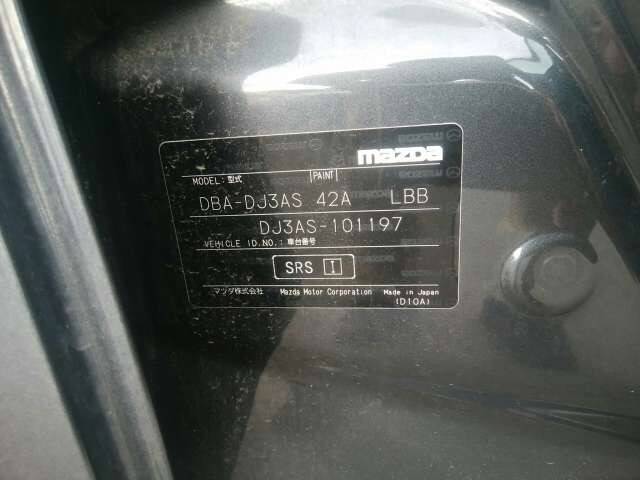 mazda
MODEL: 型式 PAINT
DBA-DJ3AS 42A LBB
DJ3AS-101197
VEHICLE ID.NO.: 車台番号
SRS I
マツダ株式会社 Mazda Motor Corporation Made in Japan
(D10A)